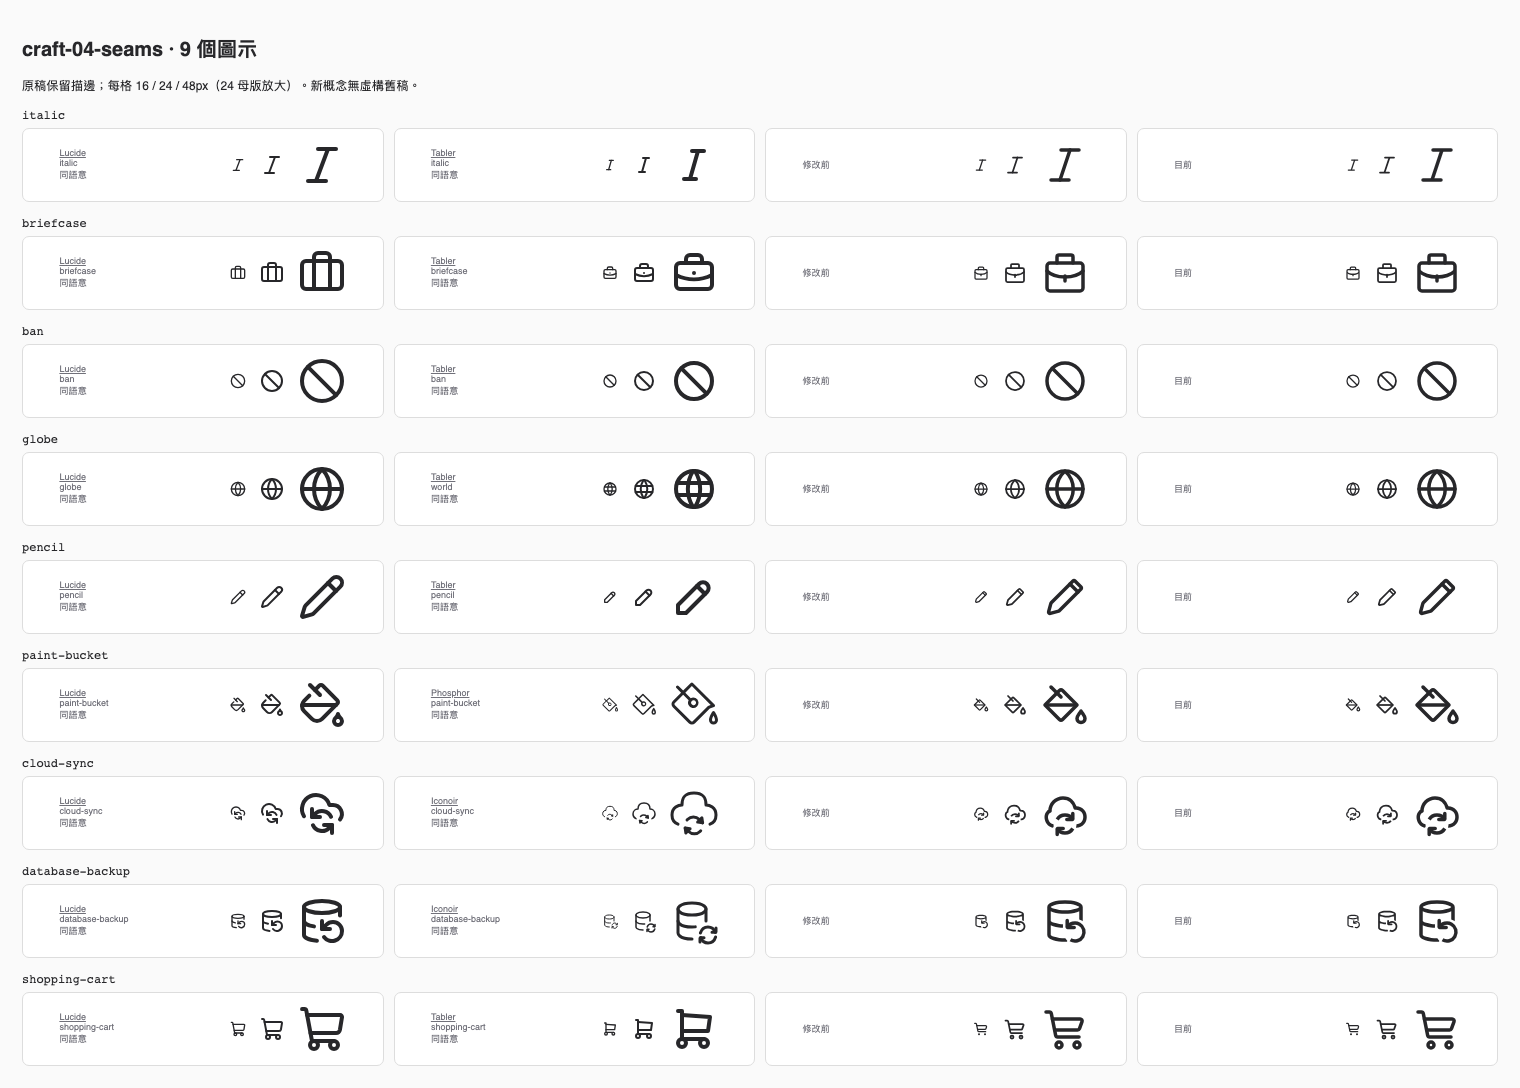 craft-04-seams · 9 個圖示
原稿保留描邊；每格 16 / 24 / 48px（24 母版放大）。新概念無虛構舊稿。
italic
Lucide
italic
同語意
Tabler
italic
同語意
修改前
目前
briefcase
Lucide
briefcase
同語意
Tabler
briefcase
同語意
修改前
目前
ban
Lucide
ban
同語意
Tabler
ban
同語意
修改前
目前
globe
Lucide
globe
同語意
Tabler
world
同語意
修改前
目前
pencil
Lucide
pencil
同語意
Tabler
pencil
同語意
修改前
目前
paint-bucket
Lucide
paint-bucket
同語意
Phosphor
paint-bucket
同語意
修改前
目前
cloud-sync
Lucide
cloud-sync
同語意
Iconoir
cloud-sync
同語意
修改前
目前
database-backup
Lucide
database-backup
同語意
Iconoir
database-backup
同語意
修改前
目前
shopping-cart
Lucide
shopping-cart
同語意
Tabler
shopping-cart
同語意
修改前
目前